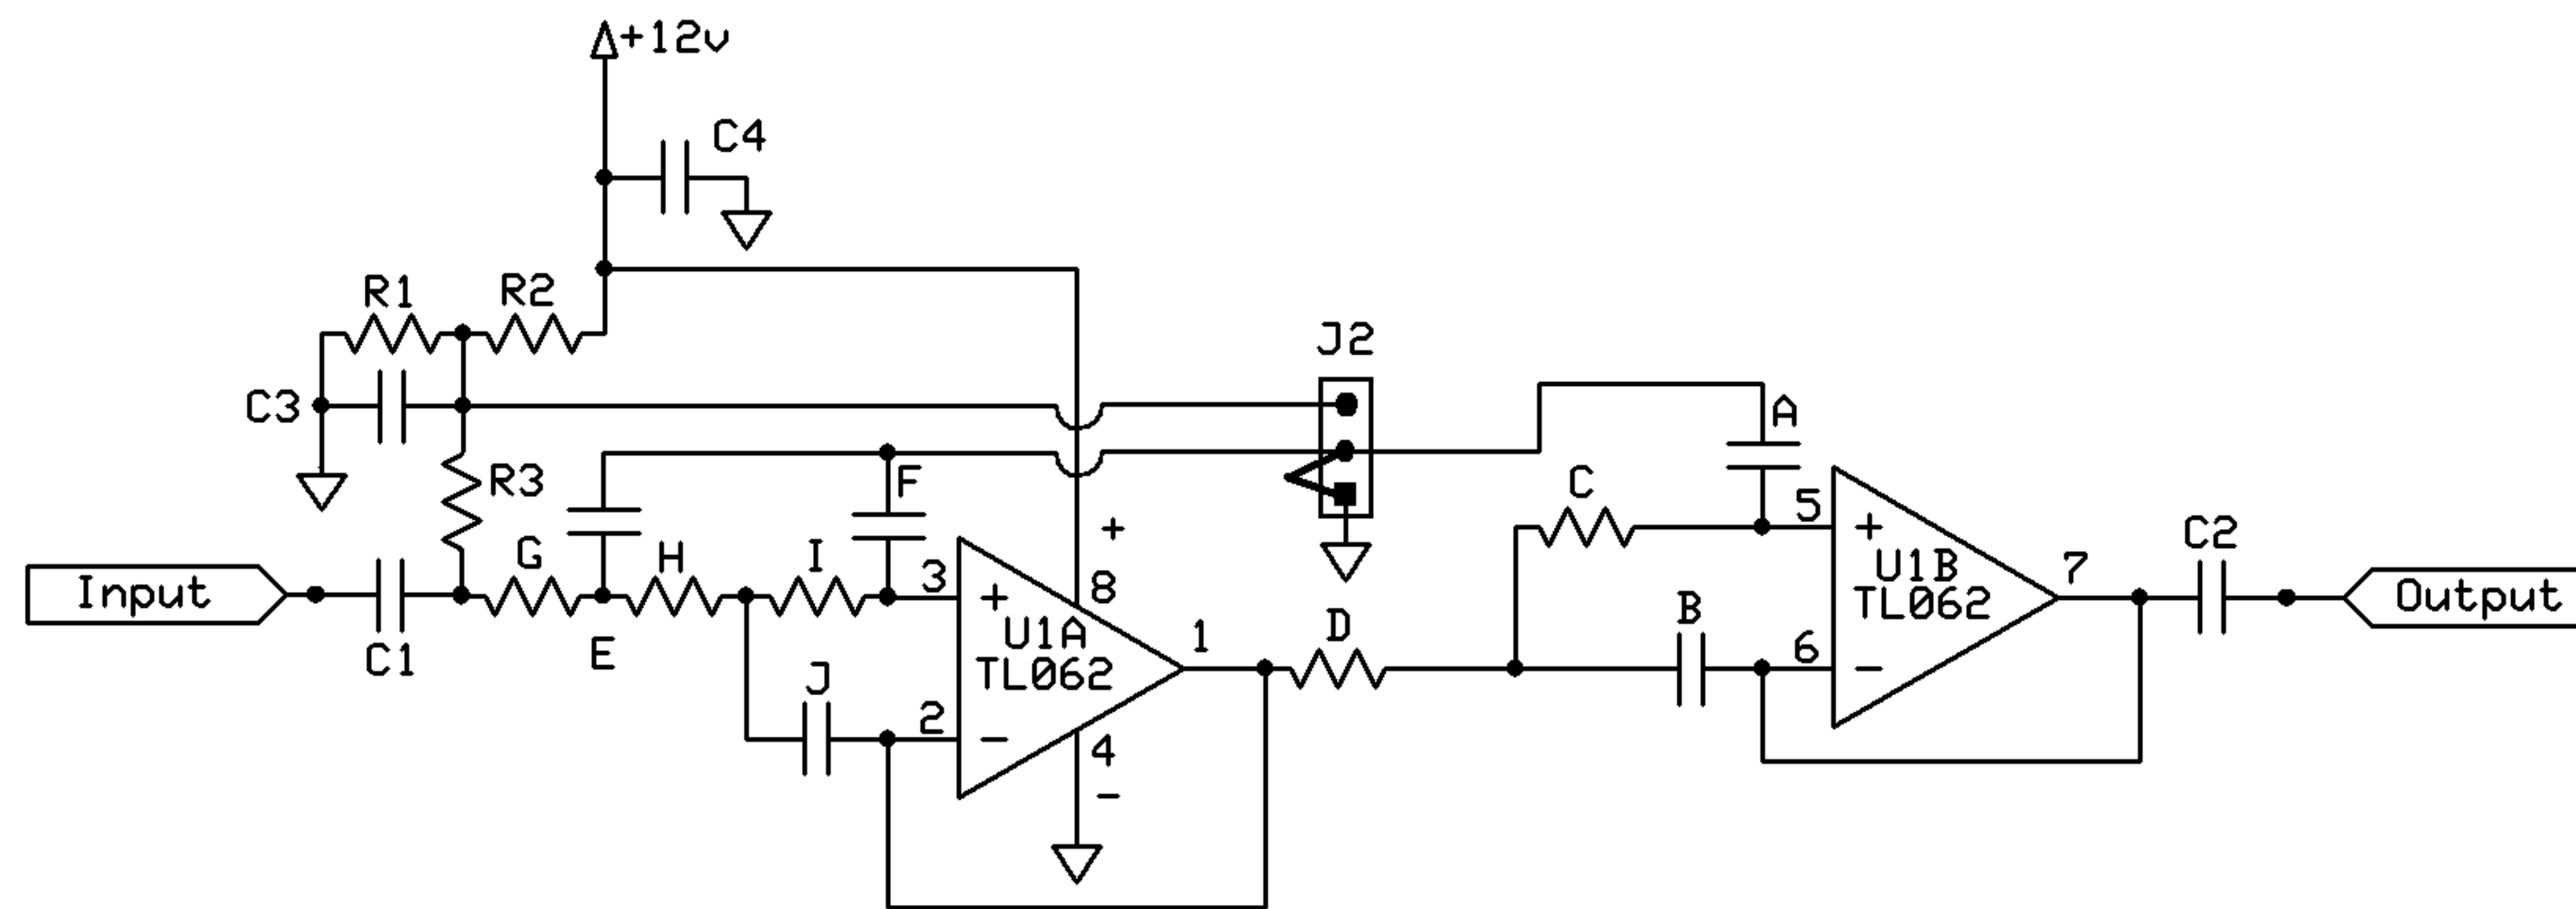 +12v
C4
R1
R2
J2
C3
A
R3
F
C
5
+
+
G
H
I
3
8
C2
Input
+
U1B
7
TL062
Output
B
D
E
C1
U1A
1
6
-
TL062
J
2
-
4
-